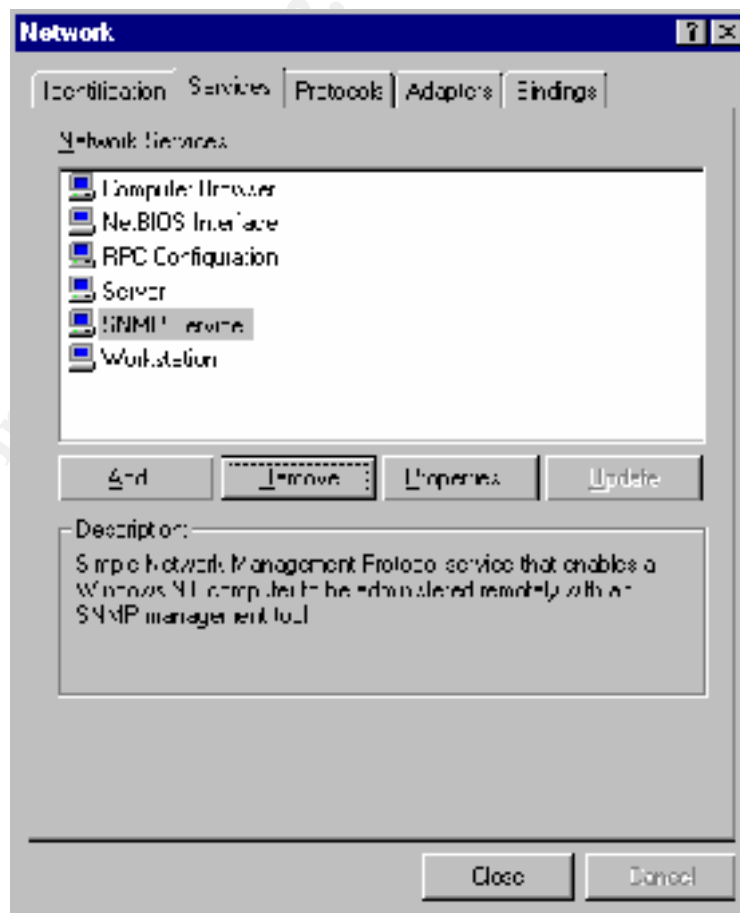 Network
Identification Services Protocols Adapters Bindings
Network Services
Computer Browser
NetBIOS Interface
RPC Configuration
Server
SNMP Service
Workstation
Add Remove Properties Update
Description:
Simple Network Management Protocol service that enables a
Windows NT computer to be administered remotely with an
SNMP management tool
Close Cancel